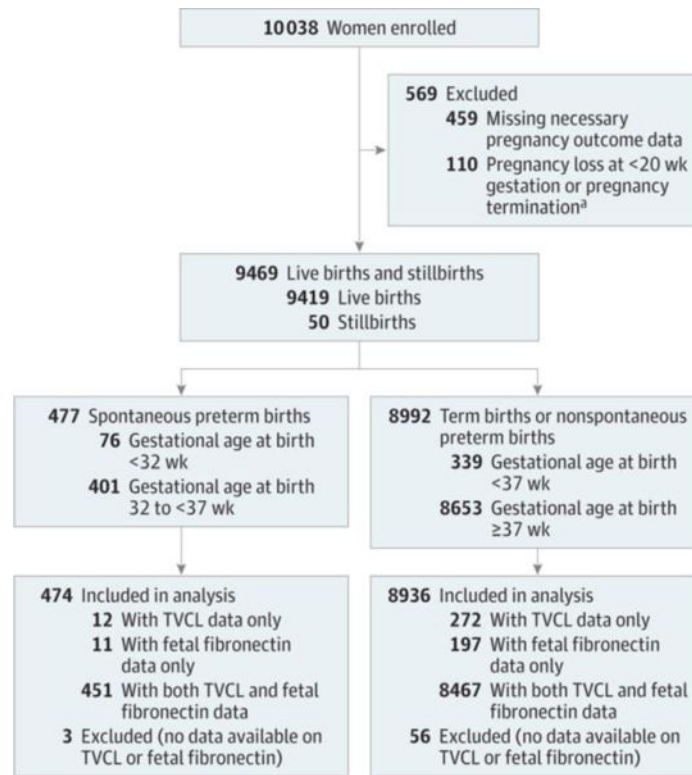 10038 Women enrolled
569 Excluded
459 Missing necessary
pregnancy outcome data
110 Pregnancy loss at <20 wk
gestation or pregnancy
terminationᵃ
9469 Live births and stillbirths
9419 Live births
50 Stillbirths
477 Spontaneous preterm births
76 Gestational age at birth
<32 wk
401 Gestational age at birth
32 to <37 wk
8992 Term births or nonspontaneous
preterm births
339 Gestational age at birth
<37 wk
8653 Gestational age at birth
≥37 wk
474 Included in analysis
12 With TVCL data only
11 With fetal fibronectin
data only
451 With both TVCL and fetal
fibronectin data
3 Excluded (no data available on
TVCL or fetal fibronectin)
8936 Included in analysis
272 With TVCL data only
197 With fetal fibronectin
data only
8467 With both TVCL and fetal
fibronectin data
56 Excluded (no data available on
TVCL or fetal fibronectin)